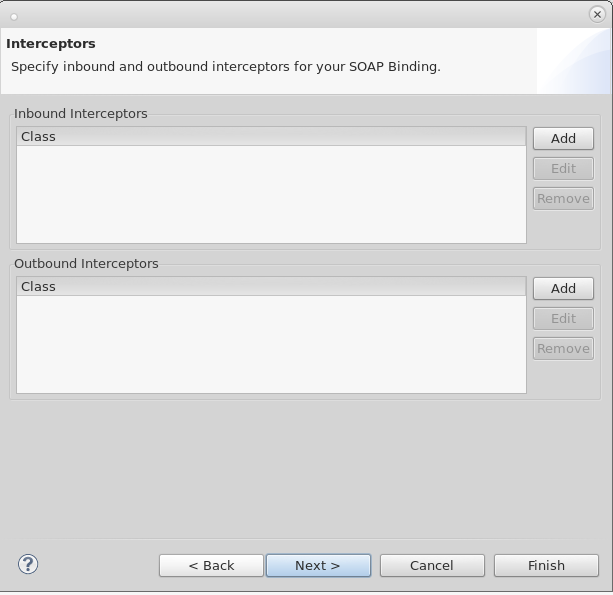 Interceptors
Specify inbound and outbound interceptors for your SOAP Binding.
Inbound Interceptors
Class
Add
Edit
Remove
Outbound Interceptors
Class
Add
Edit
Remove
?
< Back
Next >
Cancel
Finish